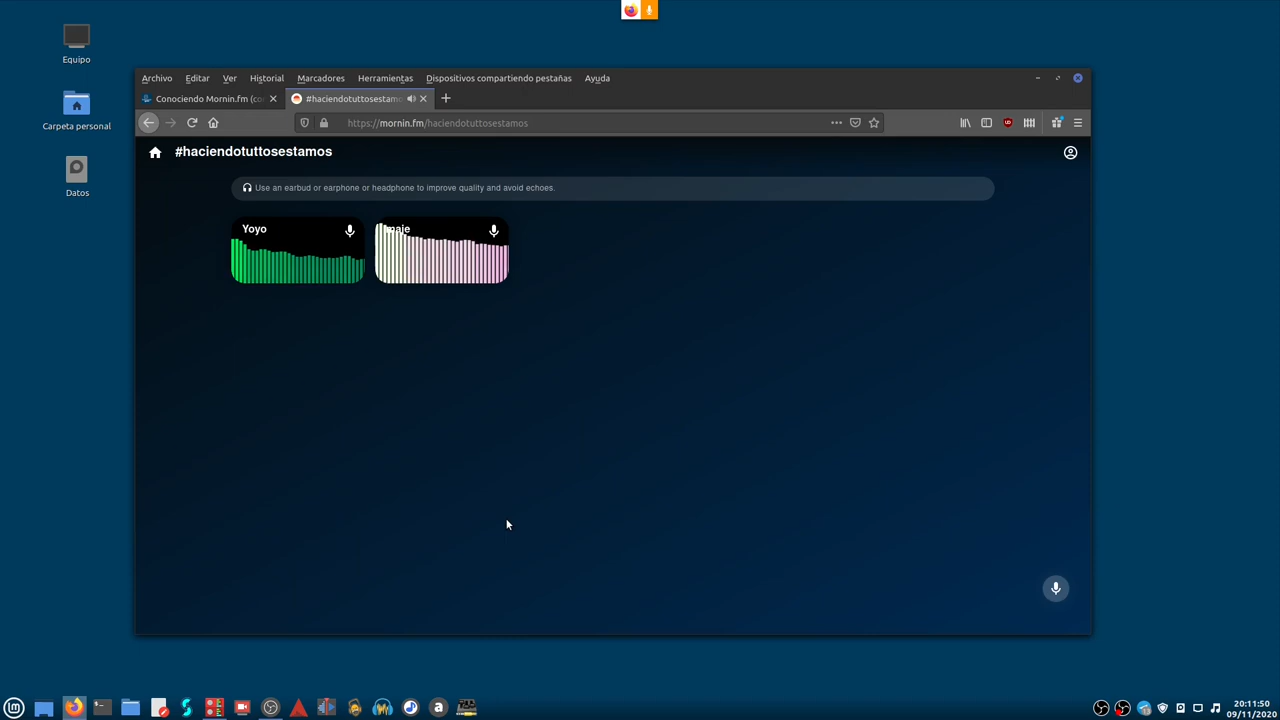 Equipo
Carpeta personal
Datos
Archivo Editar Ver Historial Marcadores Herramientas Dispositivos compartiendo pestañas Ayuda
Conociendo Mornin.fm (co
#haciendotuttosestamo
https://mornin.fm/haciendotuttosestamos
#haciendotuttosestamos
Use an earbud or earphone or headphone to improve quality and avoid echoes.
Yoyo
20:11:50
09/11/2020